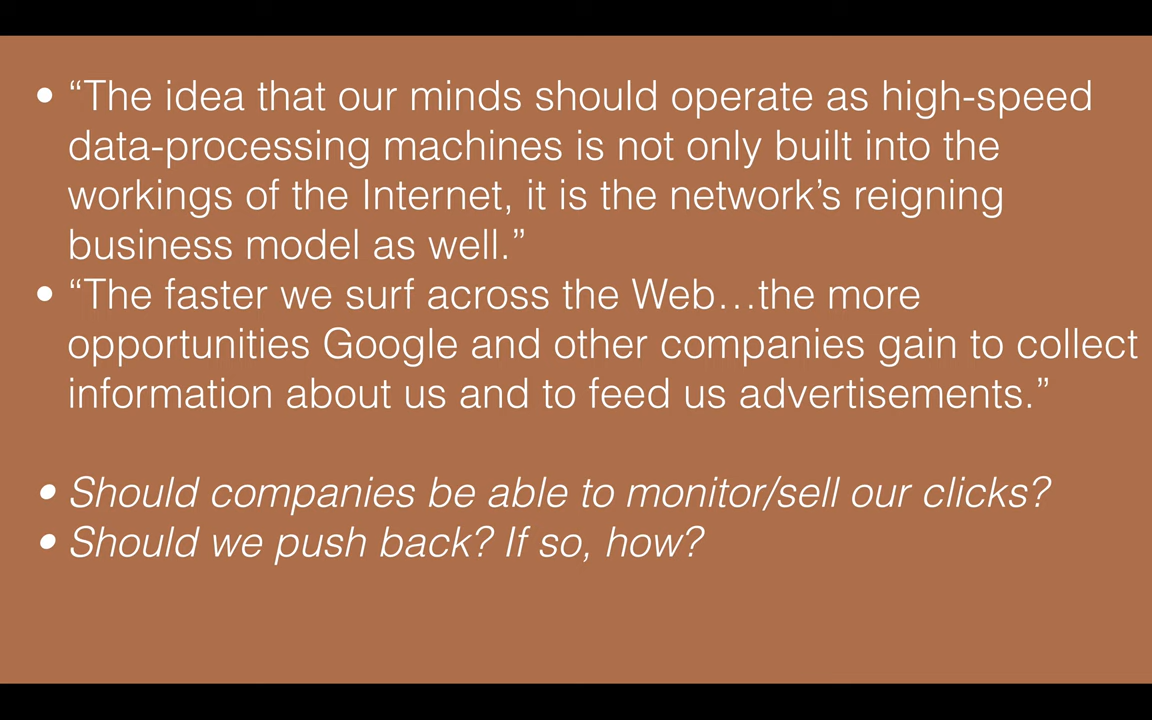 • “The idea that our minds should operate as high-speed
data-processing machines is not only built into the
workings of the Internet, it is the network’s reigning
business model as well.”
• “The faster we surf across the Web…the more
opportunities Google and other companies gain to collect
information about us and to feed us advertisements.”
• Should companies be able to monitor/sell our clicks?
• Should we push back? If so, how?